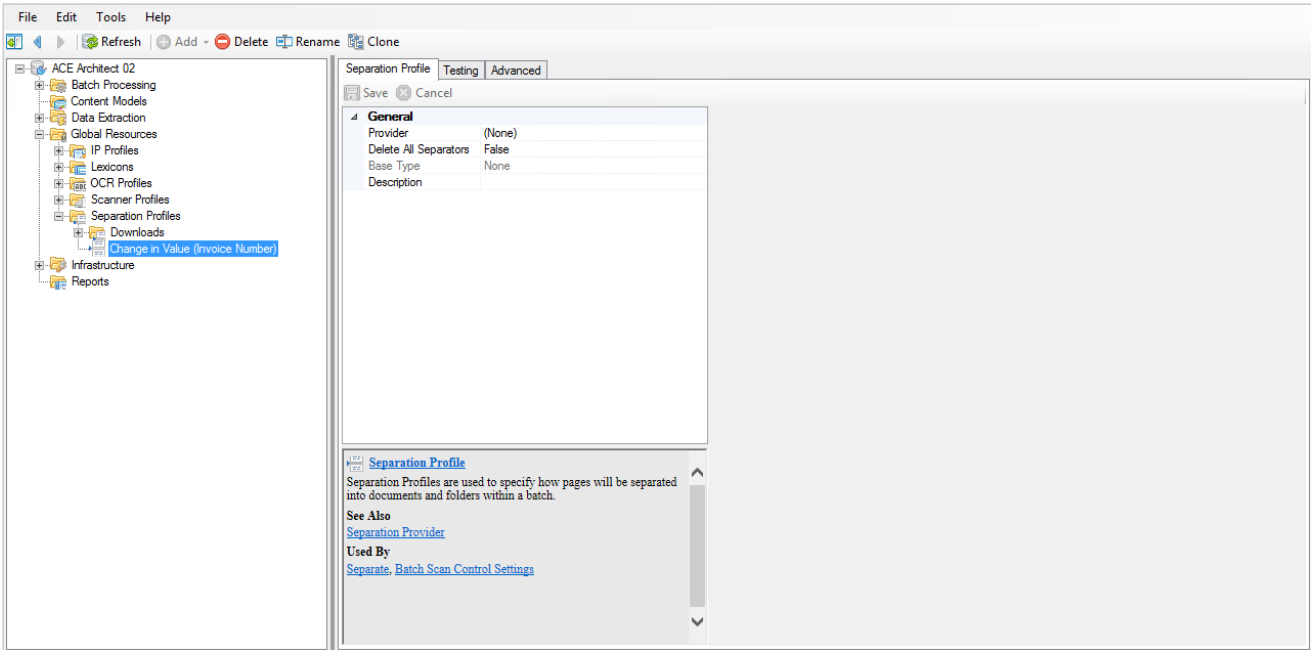 File Edit Tools Help
Refresh Add Delete Rename Clone
ACE Architect 02
Batch Processing
Content Models
Data Extraction
Global Resources
IP Profiles
Lexicons
OCR Profiles
Scanner Profiles
Separation Profiles
Downloads
Change in Value (Invoice Number)
Infrastructure
Reports
Separation Profile Testing Advanced
Save Cancel
General
Provider (None)
Delete All Separators False
Base Type None
Description
Separation Profile
Separation Profiles are used to specify how pages will be separated
into documents and folders within a batch.
See Also
Separation Provider
Used By
Separate, Batch Scan Control Settings